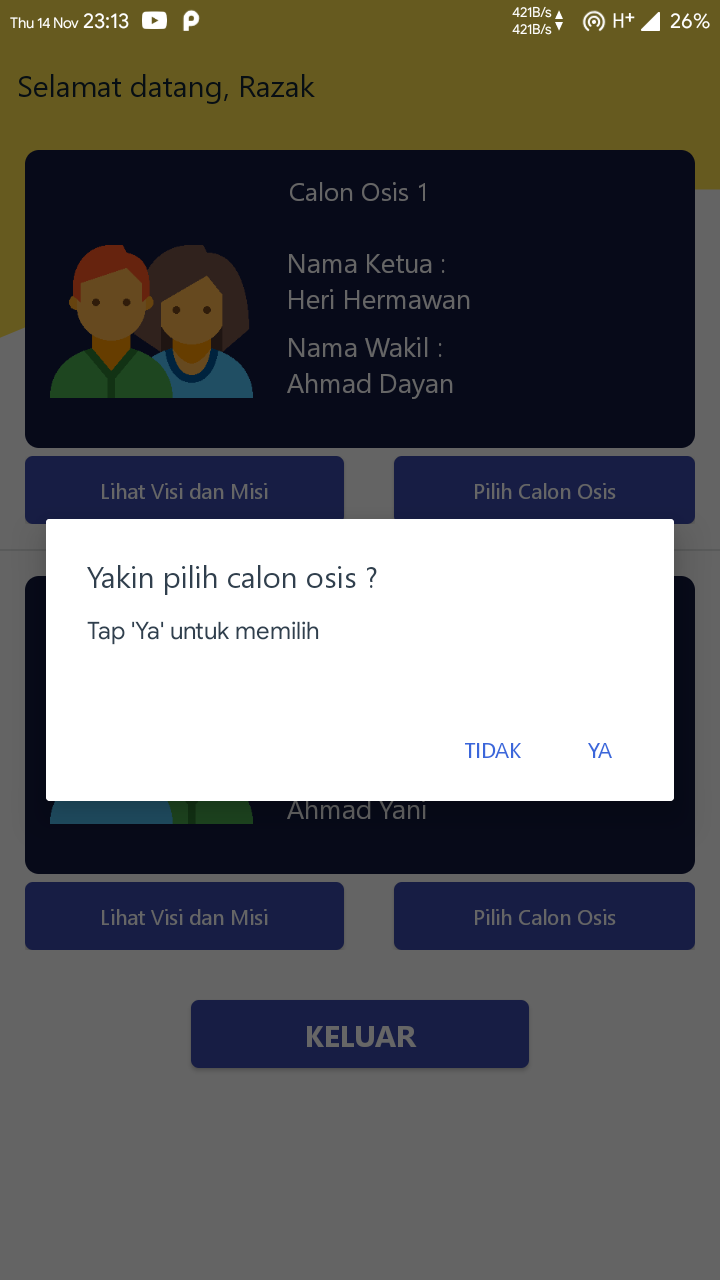 Thu 14 Nov 23:13
421B/s
421B/s
H+
26%
Selamat datang, Razak
Calon Osis 1
Nama Ketua :
Heri Hermawan
Nama Wakil :
Ahmad Dayan
Lihat Visi dan Misi
Pilih Calon Osis
Yakin pilih calon osis ?
Tap 'Ya' untuk memilih
TIDAK
YA
Ahmad Yani
Lihat Visi dan Misi
Pilih Calon Osis
KELUAR